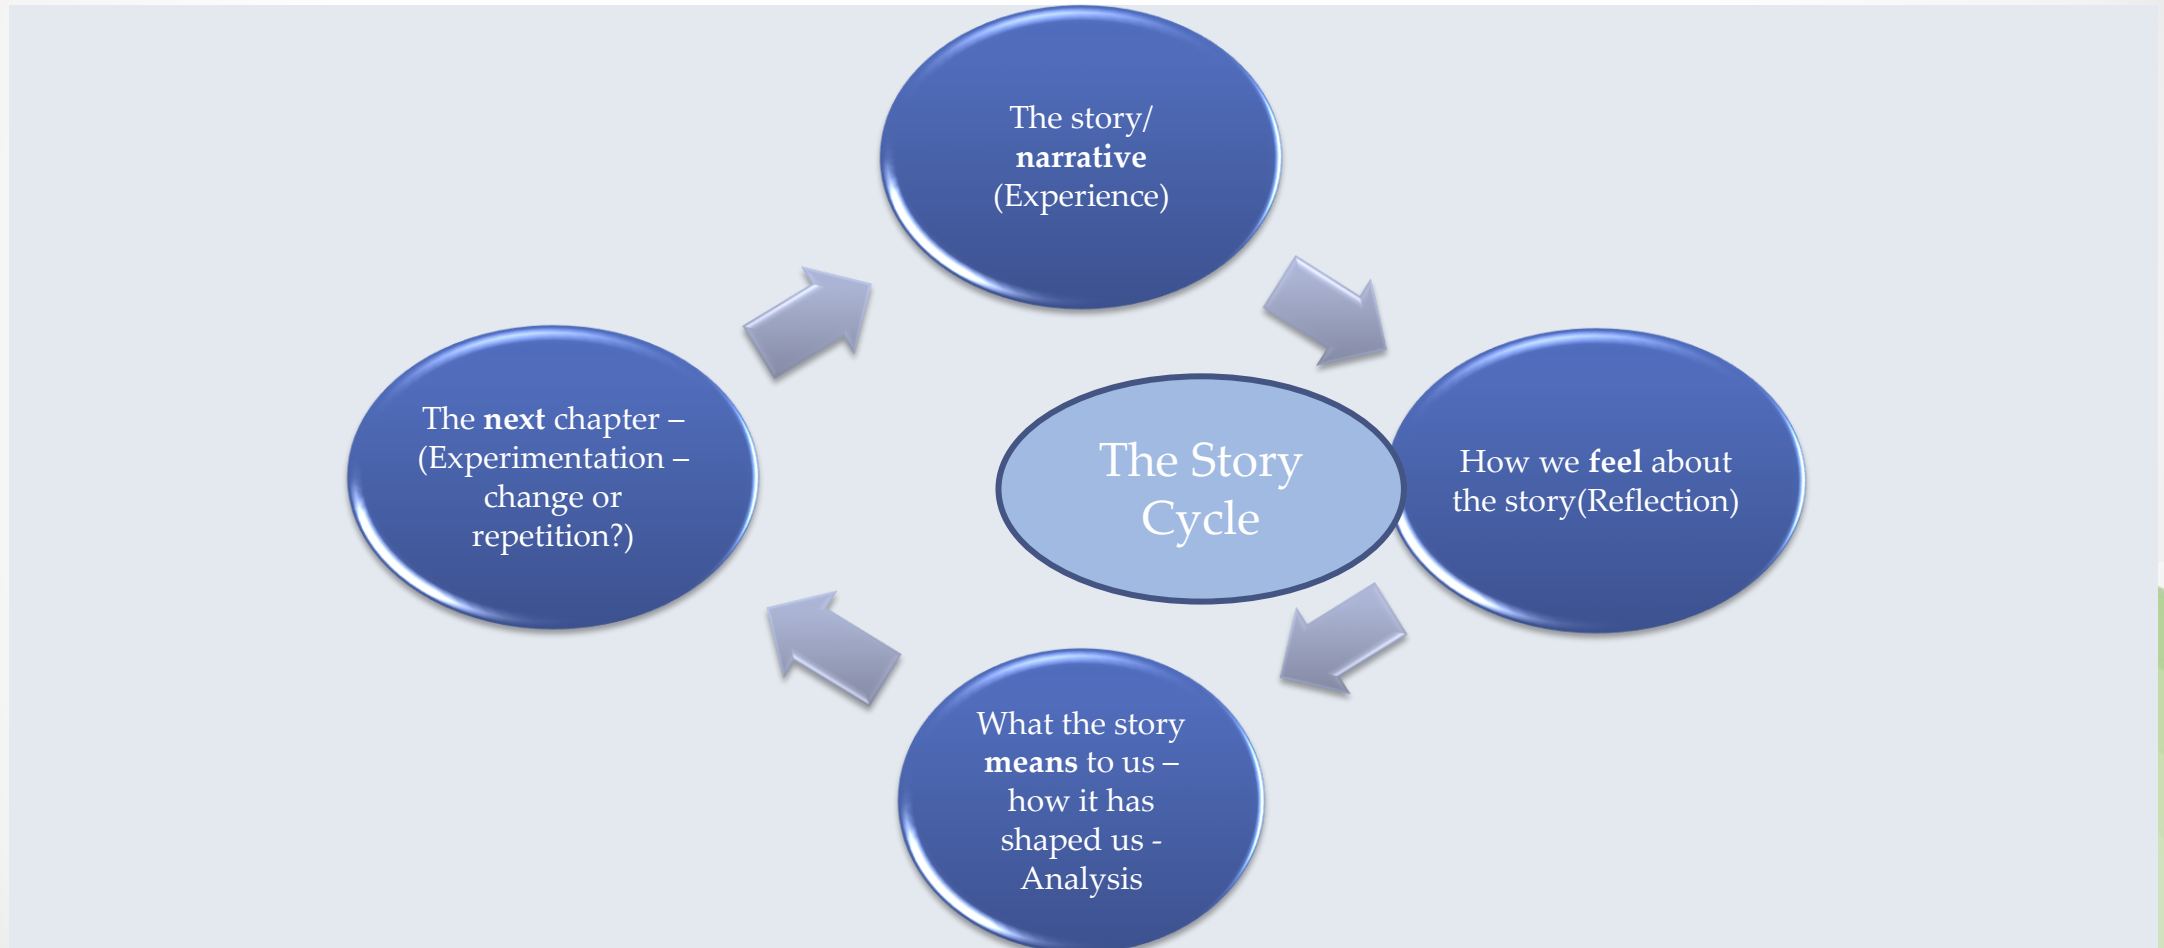 The story/
narrative
(Experience)
How we feel about
the story(Reflection)
What the story
means to us –
how it has
shaped us -
Analysis
The next chapter –
(Experimentation –
change or
repetition?)
The Story
Cycle